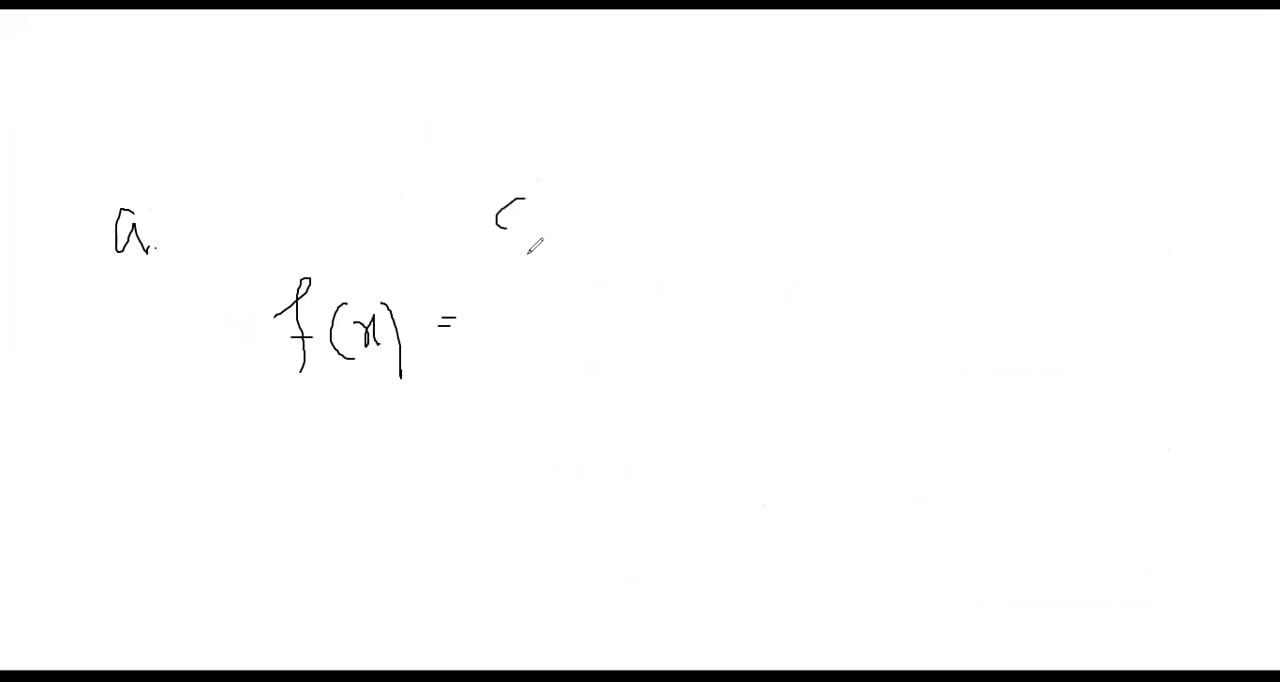 a.
f(x) =